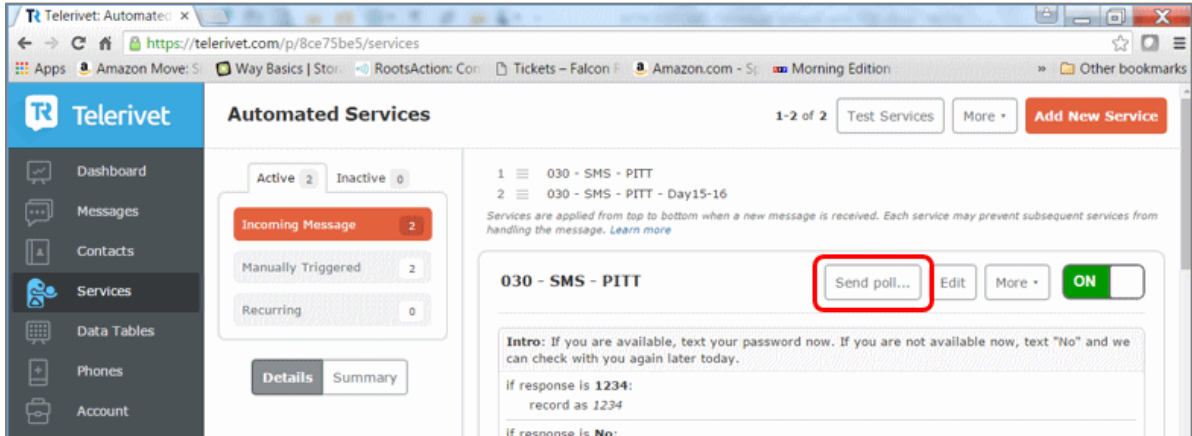 Telerivet: Automated
https://telerivet.com/p/8ce75be5/services
Apps Amazon Move: S Way Basics | Stor RootsAction: Con Tickets – Falcon F Amazon.com - Sp Morning Edition » Other bookmarks
TR Telerivet
Automated Services
1-2 of 2 Test Services More Add New Service
Dashboard
Messages
Contacts
Services
Data Tables
Phones
Account
Active 2 Inactive 0
Incoming Message 2
Manually Triggered 2
Recurring 0
Details Summary
1 030 - SMS - PITT
2 030 - SMS - PITT - Day15-16
Services are applied from top to bottom when a new message is received. Each service may prevent subsequent services from
handling the message. Learn more
030 - SMS - PITT Send poll... Edit More ON
Intro: If you are available, text your password now. If you are not available now, text "No" and we
can check with you again later today.
if response is 1234:
record as 1234
if response is No: